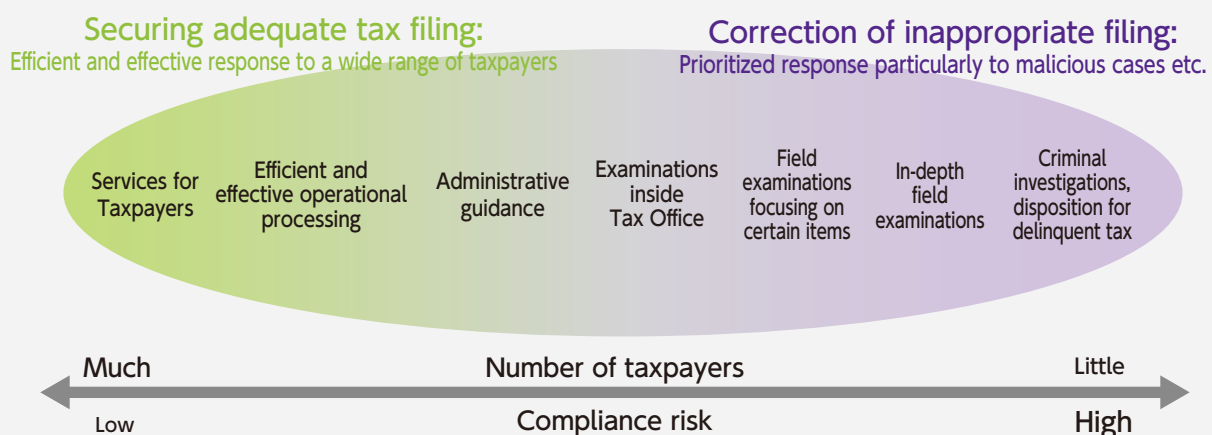 Securing adequate tax filing:
Efficient and effective response to a wide range of taxpayers
Correction of inappropriate filing:
Prioritized response particularly to malicious cases etc.
Services for
Taxpayers
Efficient and
effective operational
processing
Administrative
guidance
Examinations
inside
Tax Office
Field
examinations
focusing on
certain items
In-depth
field
examinations
Criminal
investigations,
disposition for
delinquent tax
Much
Number of taxpayers
Little
Low
Compliance risk
High